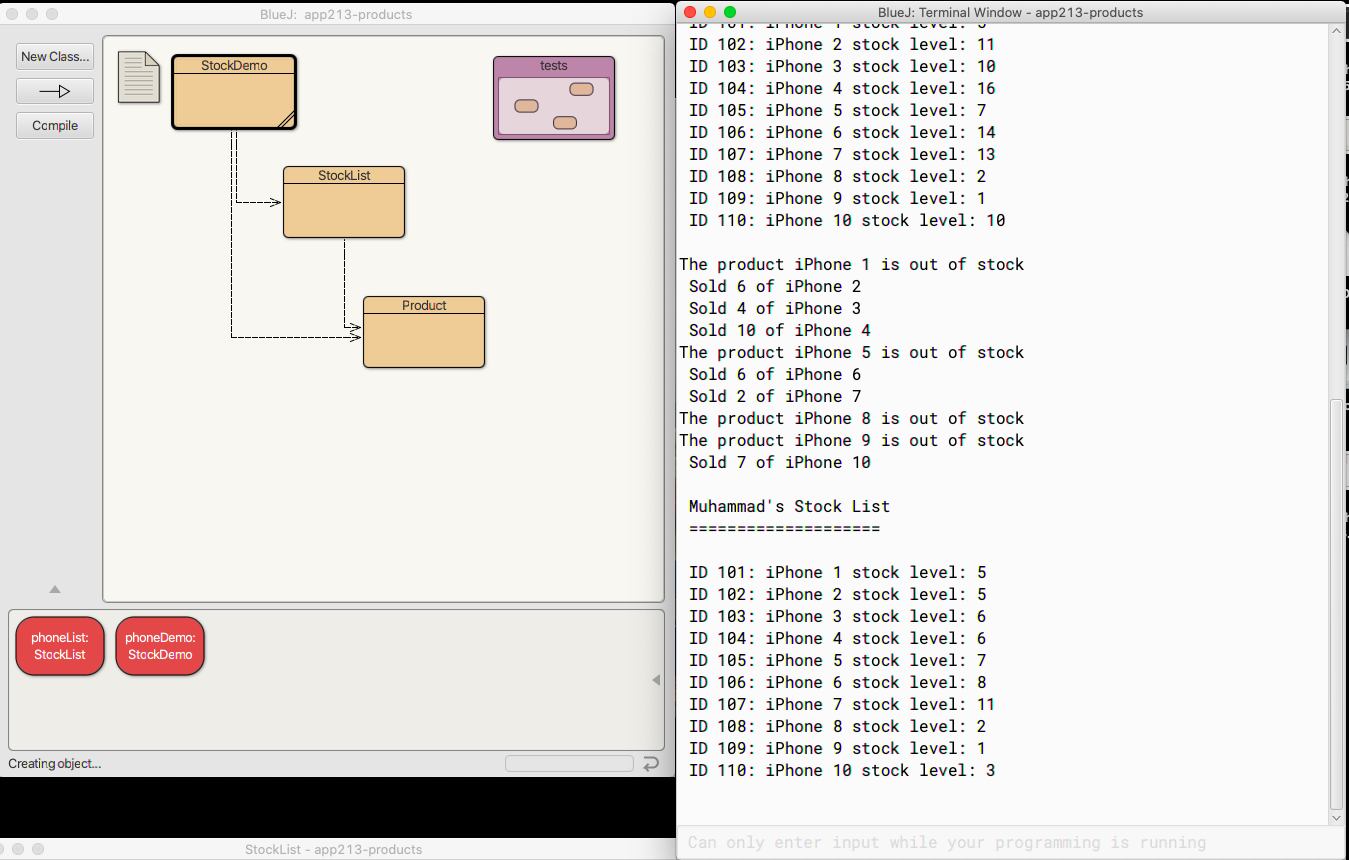 BlueJ: app213-products
New Class...
Compile
StockDemo
tests
StockList
Product
phoneList:
StockList
phoneDemo:
StockDemo
Creating object...
StockList - app213-products
BlueJ: Terminal Window - app213-products
ID 101: iPhone 1 stock level: 5
ID 102: iPhone 2 stock level: 11
ID 103: iPhone 3 stock level: 10
ID 104: iPhone 4 stock level: 16
ID 105: iPhone 5 stock level: 7
ID 106: iPhone 6 stock level: 14
ID 107: iPhone 7 stock level: 13
ID 108: iPhone 8 stock level: 2
ID 109: iPhone 9 stock level: 1
ID 110: iPhone 10 stock level: 10
The product iPhone 1 is out of stock
Sold 6 of iPhone 2
Sold 4 of iPhone 3
Sold 10 of iPhone 4
The product iPhone 5 is out of stock
Sold 6 of iPhone 6
Sold 2 of iPhone 7
The product iPhone 8 is out of stock
The product iPhone 9 is out of stock
Sold 7 of iPhone 10
Muhammad's Stock List
====================
ID 101: iPhone 1 stock level: 5
ID 102: iPhone 2 stock level: 5
ID 103: iPhone 3 stock level: 6
ID 104: iPhone 4 stock level: 6
ID 105: iPhone 5 stock level: 7
ID 106: iPhone 6 stock level: 8
ID 107: iPhone 7 stock level: 11
ID 108: iPhone 8 stock level: 2
ID 109: iPhone 9 stock level: 1
ID 110: iPhone 10 stock level: 3
Can only enter input while your programming is running